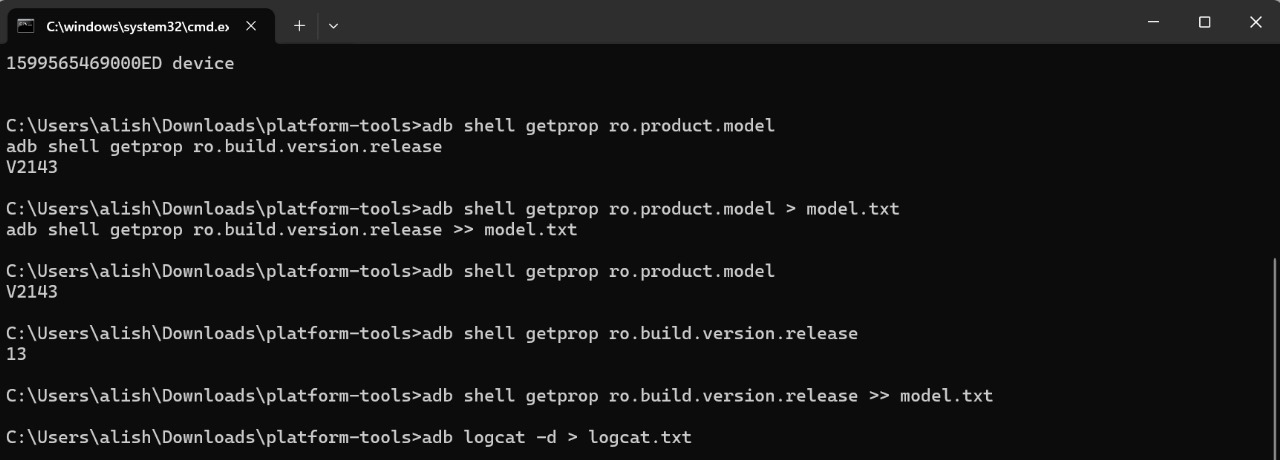 C:\windows\system32\cmd.ex
1599565469000ED device
C:\Users\alish\Downloads\platform-tools>adb shell getprop ro.product.model
adb shell getprop ro.build.version.release
V2143
C:\Users\alish\Downloads\platform-tools>adb shell getprop ro.product.model > model.txt
adb shell getprop ro.build.version.release >> model.txt
C:\Users\alish\Downloads\platform-tools>adb shell getprop ro.product.model
V2143
C:\Users\alish\Downloads\platform-tools>adb shell getprop ro.build.version.release
13
C:\Users\alish\Downloads\platform-tools>adb shell getprop ro.build.version.release >> model.txt
C:\Users\alish\Downloads\platform-tools>adb logcat -d > logcat.txt